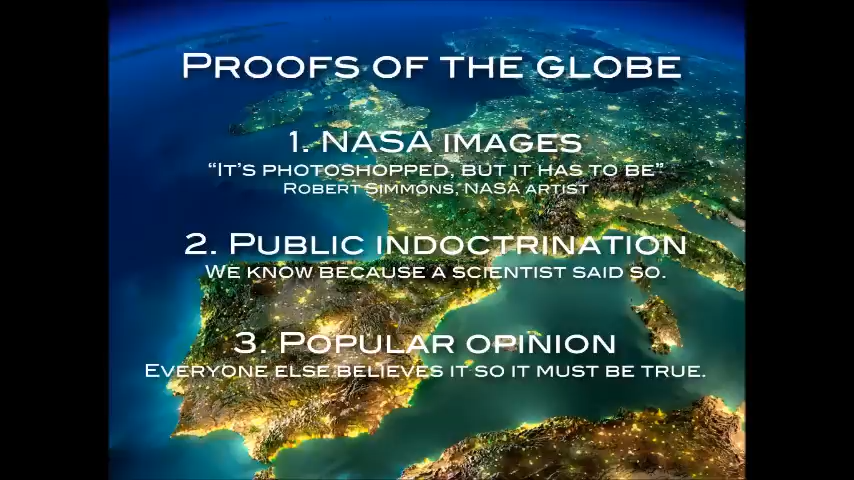 PROOFS OF THE GLOBE
1. NASA IMAGES
“IT’S PHOTOSHOPPED, BUT IT HAS TO BE”
ROBERT SIMMONS, NASA ARTIST
2. PUBLIC INDOCTRINATION
WE KNOW BECAUSE A SCIENTIST SAID SO.
3. POPULAR OPINION
EVERYONE ELSE BELIEVES IT SO IT MUST BE TRUE.